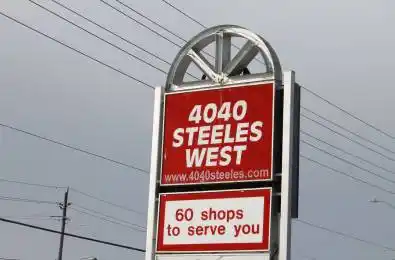 4040
STEELES
WEST
www.4040steeles.com
60 shops
to serve you